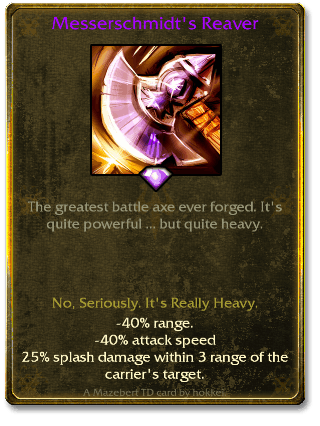 Messerschmidt's Reaver
The greatest battle axe ever forged. It's
quite powerful ... but quite heavy.
No, Seriously. It's Really Heavy.
-40% range.
-40% attack speed
25% splash damage within 3 range of the
carrier's target.
A Mazebert TD card by hokkei